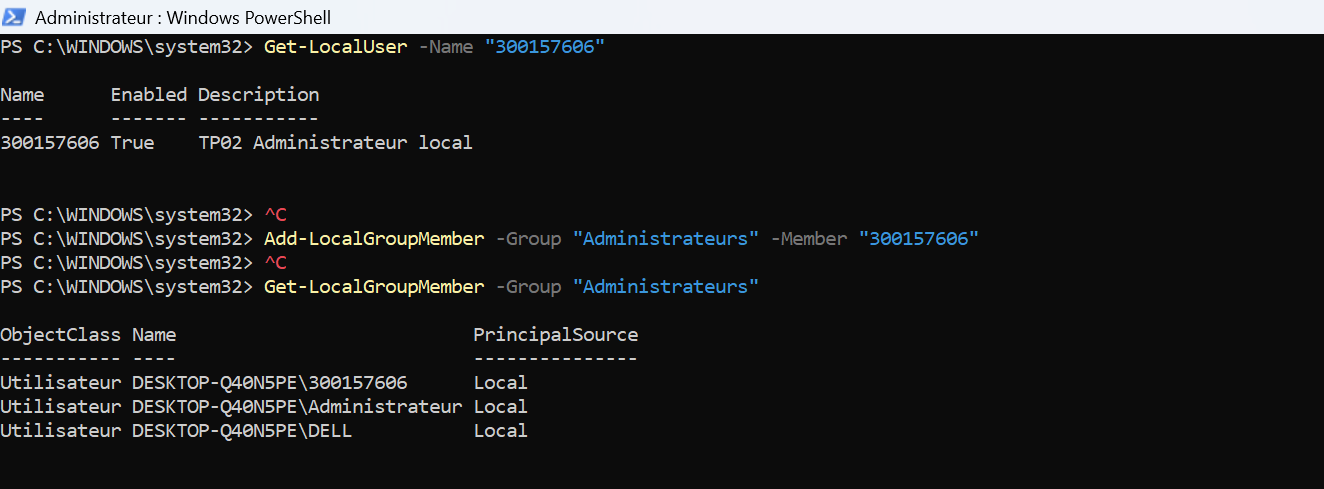 Administrateur : Windows PowerShell
PS C:\WINDOWS\system32> Get-LocalUser -Name "300157606"
Name      Enabled Description
----      ------- -----------
300157606 True    TP02 Administrateur local
PS C:\WINDOWS\system32> ^C
PS C:\WINDOWS\system32> Add-LocalGroupMember -Group "Administrateurs" -Member "300157606"
PS C:\WINDOWS\system32> ^C
PS C:\WINDOWS\system32> Get-LocalGroupMember -Group "Administrateurs"
ObjectClass Name                           PrincipalSource
----------- ----                           ---------------
Utilisateur DESKTOP-Q40N5PE\300157606      Local
Utilisateur DESKTOP-Q40N5PE\Administrateur Local
Utilisateur DESKTOP-Q40N5PE\DELL           Local